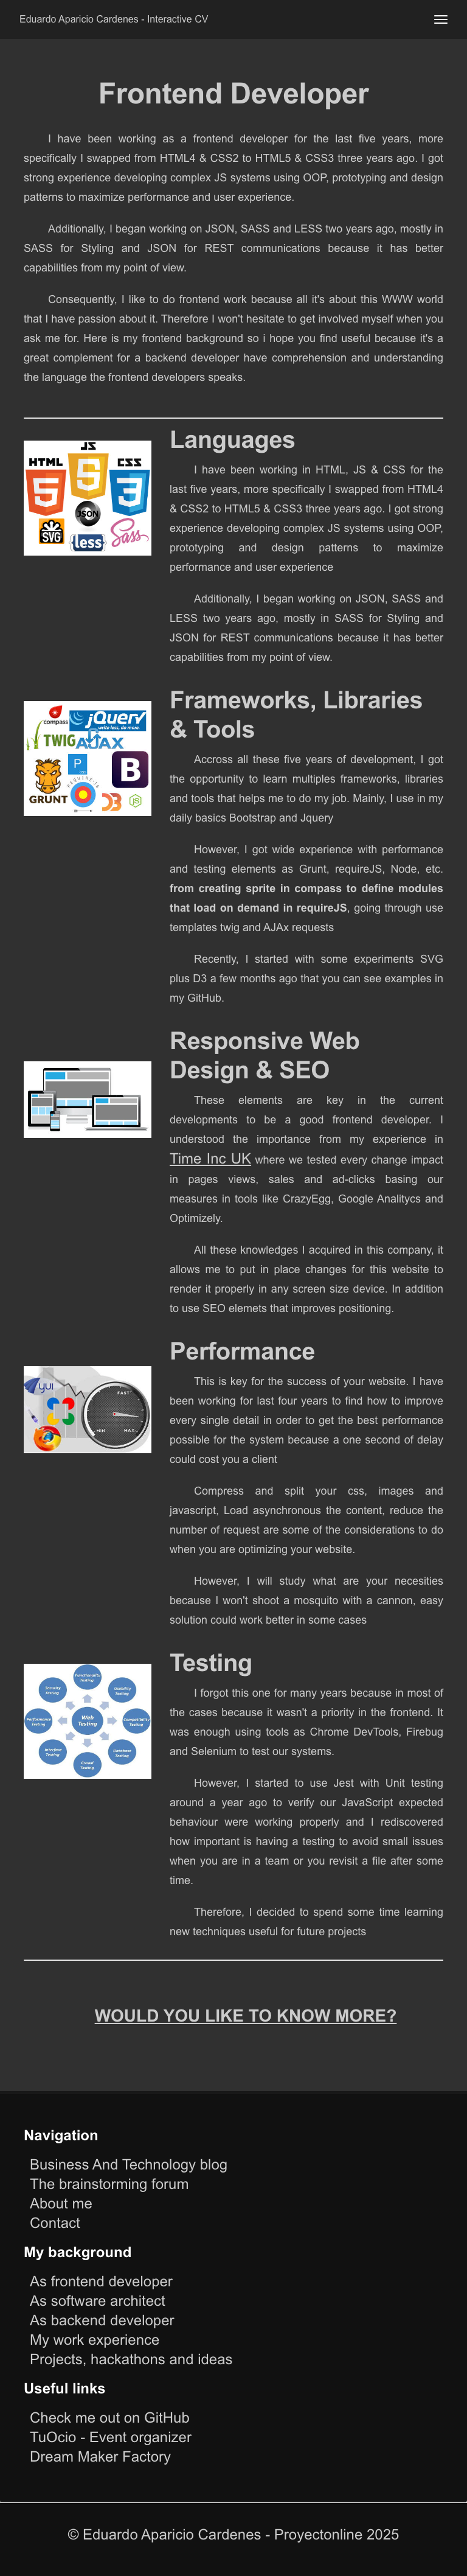 Eduardo Aparicio Cardenes - Interactive CV
Frontend Developer
I have been working as a frontend developer for the last five years, more
specifically I swapped from HTML4 & CSS2 to HTML5 & CSS3 three years ago. I got
strong experience developing complex JS systems using OOP, prototyping and design
patterns to maximize performance and user experience.
Additionally, I began working on JSON, SASS and LESS two years ago, mostly in
SASS for Styling and JSON for REST communications because it has better
capabilities from my point of view.
Consequently, I like to do frontend work because all it's about this WWW world
that I have passion about it. Therefore I won't hesitate to get involved myself when you
ask me for. Here is my frontend background so i hope you find useful because it's a
great complement for a backend developer have comprehension and understanding
the language the frontend developers speaks.
JS
HTML CSS
5 5 3
JSON
SVG
{less}
Sass
Languages
I have been working in HTML, JS & CSS for the
last five years, more specifically I swapped from HTML4
& CSS2 to HTML5 & CSS3 three years ago. I got strong
experience developing complex JS systems using OOP,
prototyping and design patterns to maximize
performance and user experience
Additionally, I began working on JSON, SASS and
LESS two years ago, mostly in SASS for Styling and
JSON for REST communications because it has better
capabilities from my point of view.
compass
jQuery
write less, do more.
TWIG
AJAX
P
B
GRUNT
Frameworks, Libraries
& Tools
Accross all these five years of development, I got
the opportunity to learn multiple frameworks, libraries
and tools that helps me to do my job. Mainly, I use in my
daily basics Bootstrap and Jquery
However, I got wide experience with performance
and testing elements as Grunt, requireJS, Node, etc.
from creating sprite in compass to define modules
that load on demand in requireJS, going through use
templates twig and AJAx requests
Recently, I started with some experiments SVG
plus D3 a few months ago that you can see examples in
my GitHub.
Responsive Web
Design & SEO
These elements are key in the current
developments to be a good frontend developer. I
understood the importance from my experience in
Time Inc UK where we tested every change impact
in pages views, sales and ad-clicks basing our
measures in tools like CrazyEgg, Google Analitycs and
Optimizely.
All these knowledges I acquired in this company, it
allows me to put in place changes for this website to
render it properly in any screen size device. In addition
to use SEO elemets that improves positioning.
YUI
FAST
MIN
MAX
Performance
This is key for the success of your website. I have
been working for last four years to find how to improve
every single detail in order to get the best performance
possible for the system because a one second of delay
could cost you a client
Compress and split your css, images and
javascript, Load asynchronous the content, reduce the
number of request are some of the considerations to do
when you are optimizing your website.
However, I will study what are your necesities
because I won't shoot a mosquito with a cannon, easy
solution could work better in some cases
Functionality Testing
Security Testing
Usability Testing
Performance Testing
Web Testing
Compatibility Testing
Interface Testing
Database Testing
Crowd Testing
Testing
I forgot this one for many years because in most of
the cases because it wasn't a priority in the frontend. It
was enough using tools as Chrome DevTools, Firebug
and Selenium to test our systems.
However, I started to use Jest with Unit testing
around a year ago to verify our JavaScript expected
behaviour were working properly and I rediscovered
how important is having a testing to avoid small issues
when you are in a team or you revisit a file after some
time.
Therefore, I decided to spend some time learning
new techniques useful for future projects
WOULD YOU LIKE TO KNOW MORE?
Navigation
Business And Technology blog
The brainstorming forum
About me
Contact
My background
As frontend developer
As software architect
As backend developer
My work experience
Projects, hackathons and ideas
Useful links
Check me out on GitHub
TuOcio - Event organizer
Dream Maker Factory
© Eduardo Aparicio Cardenes - Proyectonline 2025